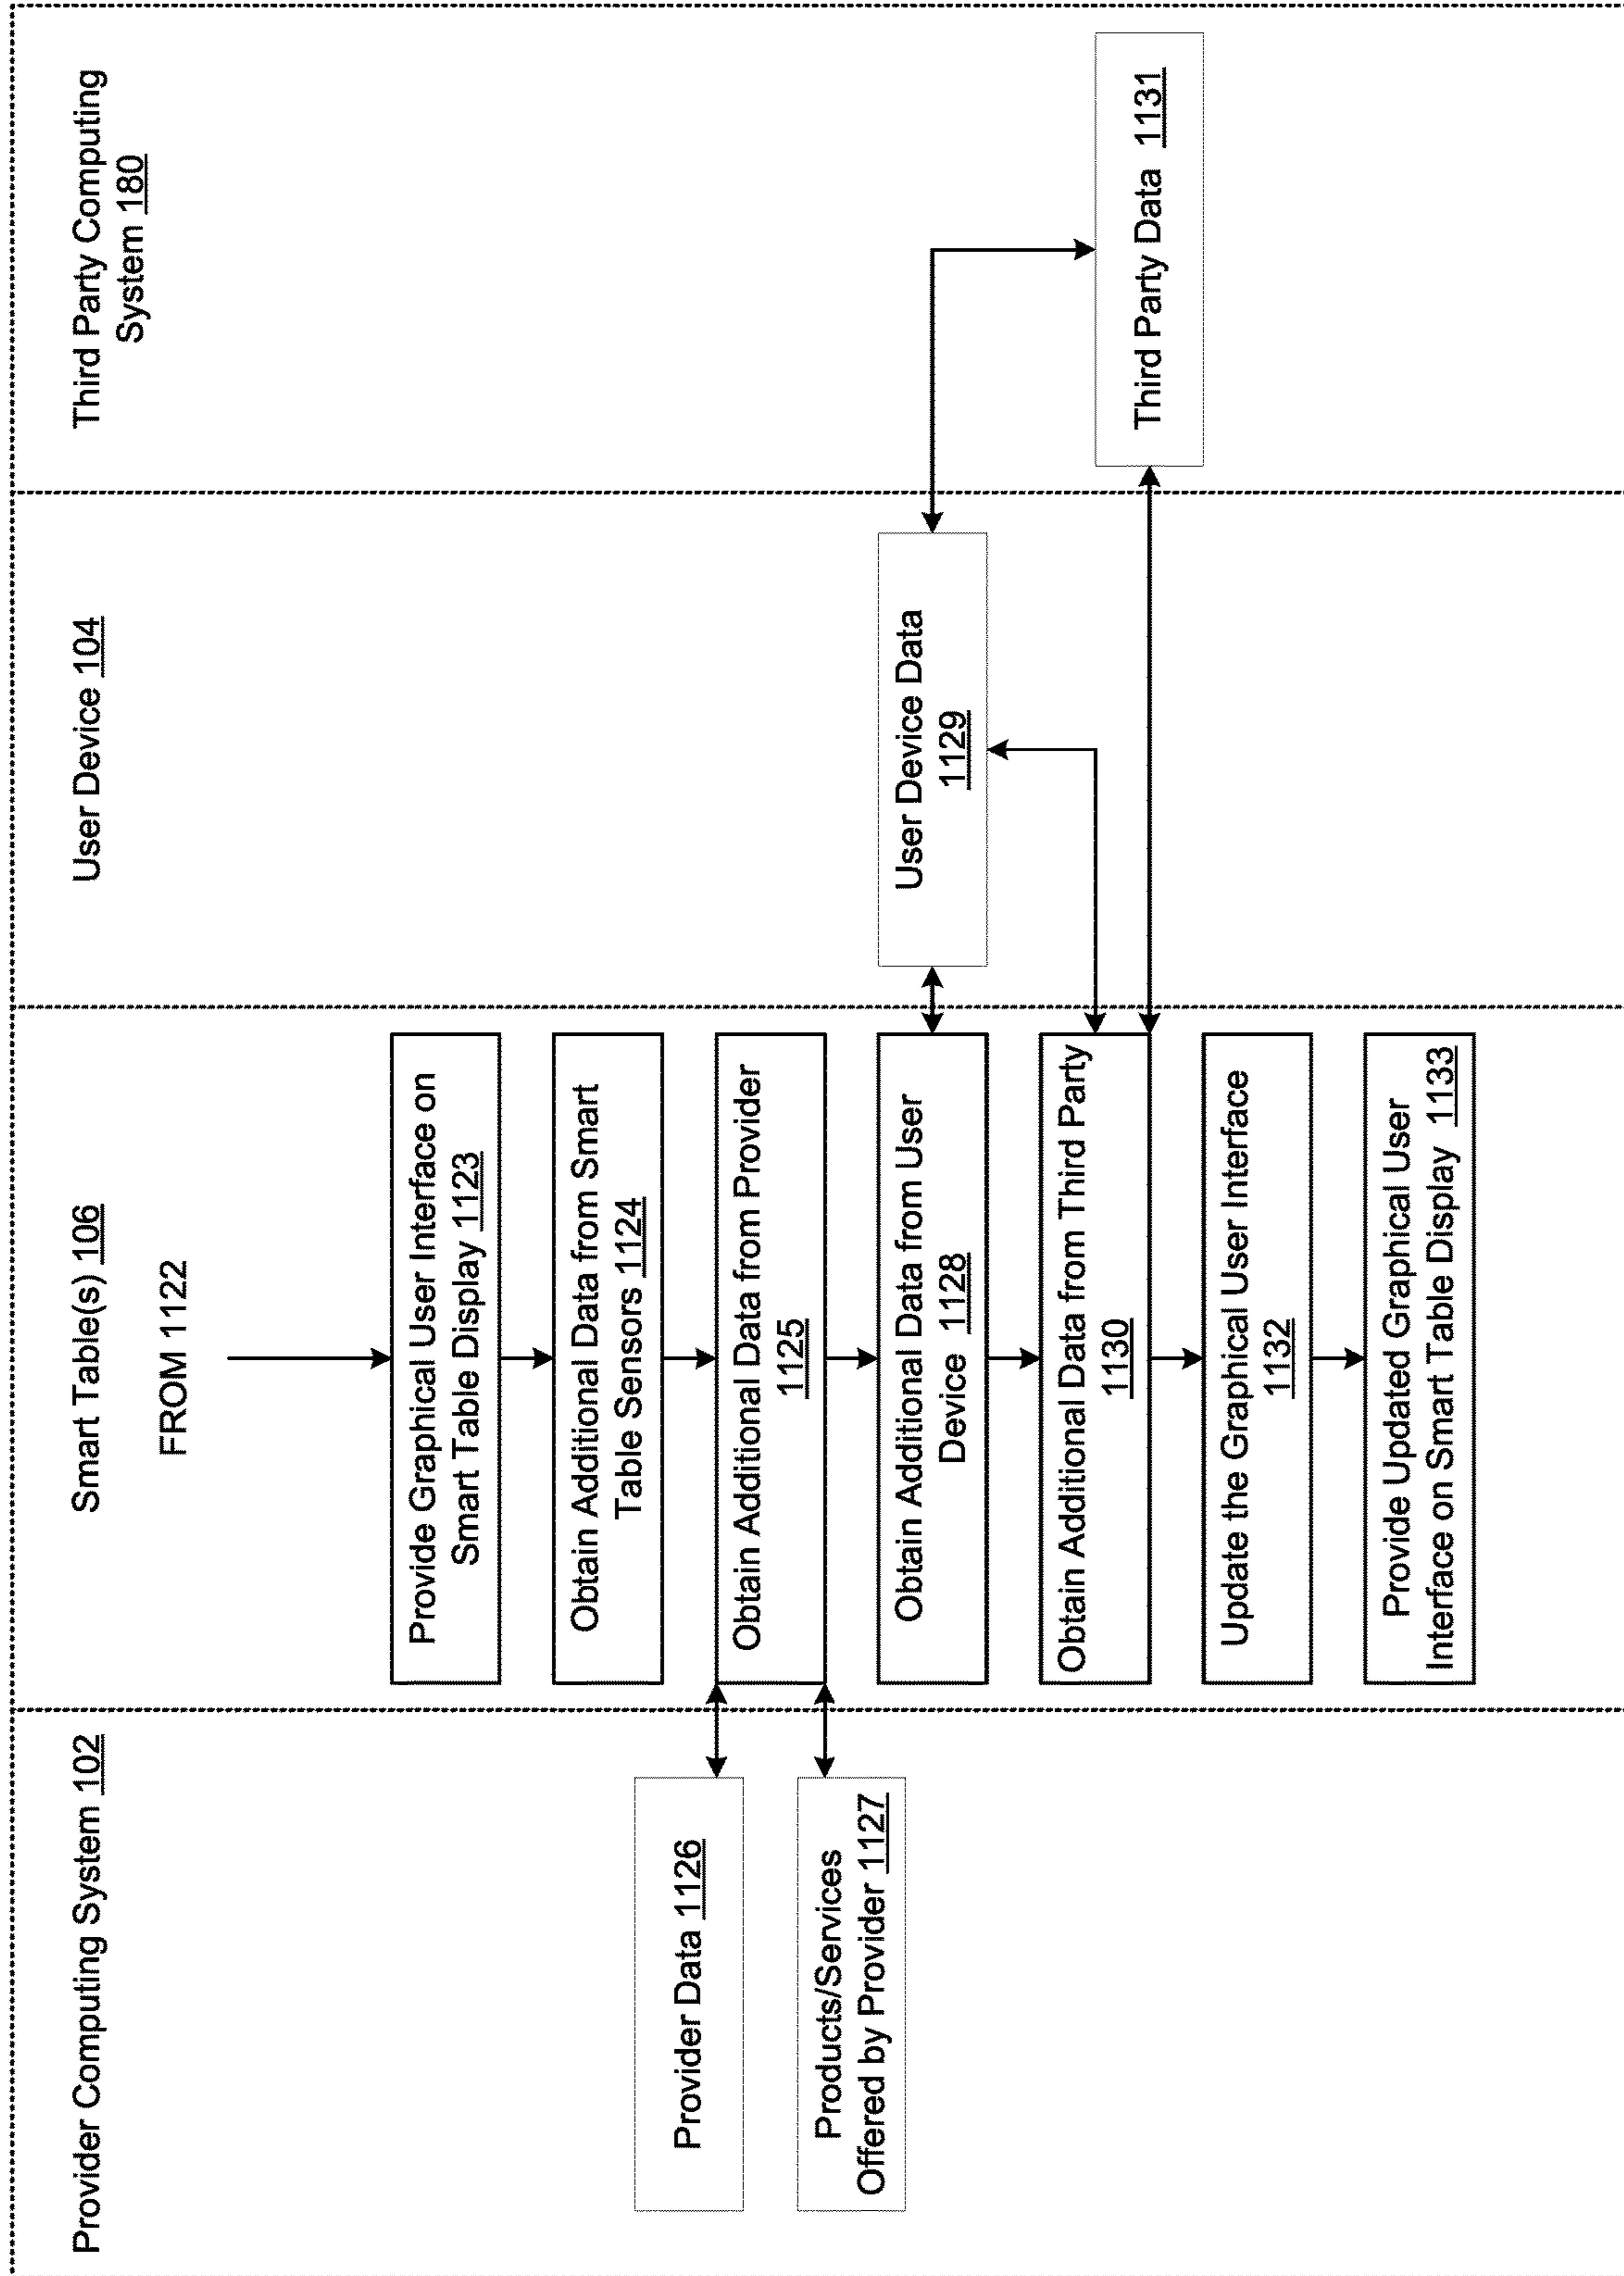 Provider Computing System 102
Smart Table(s) 106
User Device 104
Third Party Computing
System 180
FROM 1122
Provide Graphical User Interface on
Smart Table Display 1123
Obtain Additional Data from Smart
Table Sensors 1124
Provider Data 1126
Obtain Additional Data from Provider
1125
Products/Services
Offered by Provider 1127
Obtain Additional Data from User
Device 1128
User Device Data
1129
Obtain Additional Data from Third Party
1130
Third Party Data 1131
Update the Graphical User Interface
1132
Provide Updated Graphical User
Interface on Smart Table Display 1133